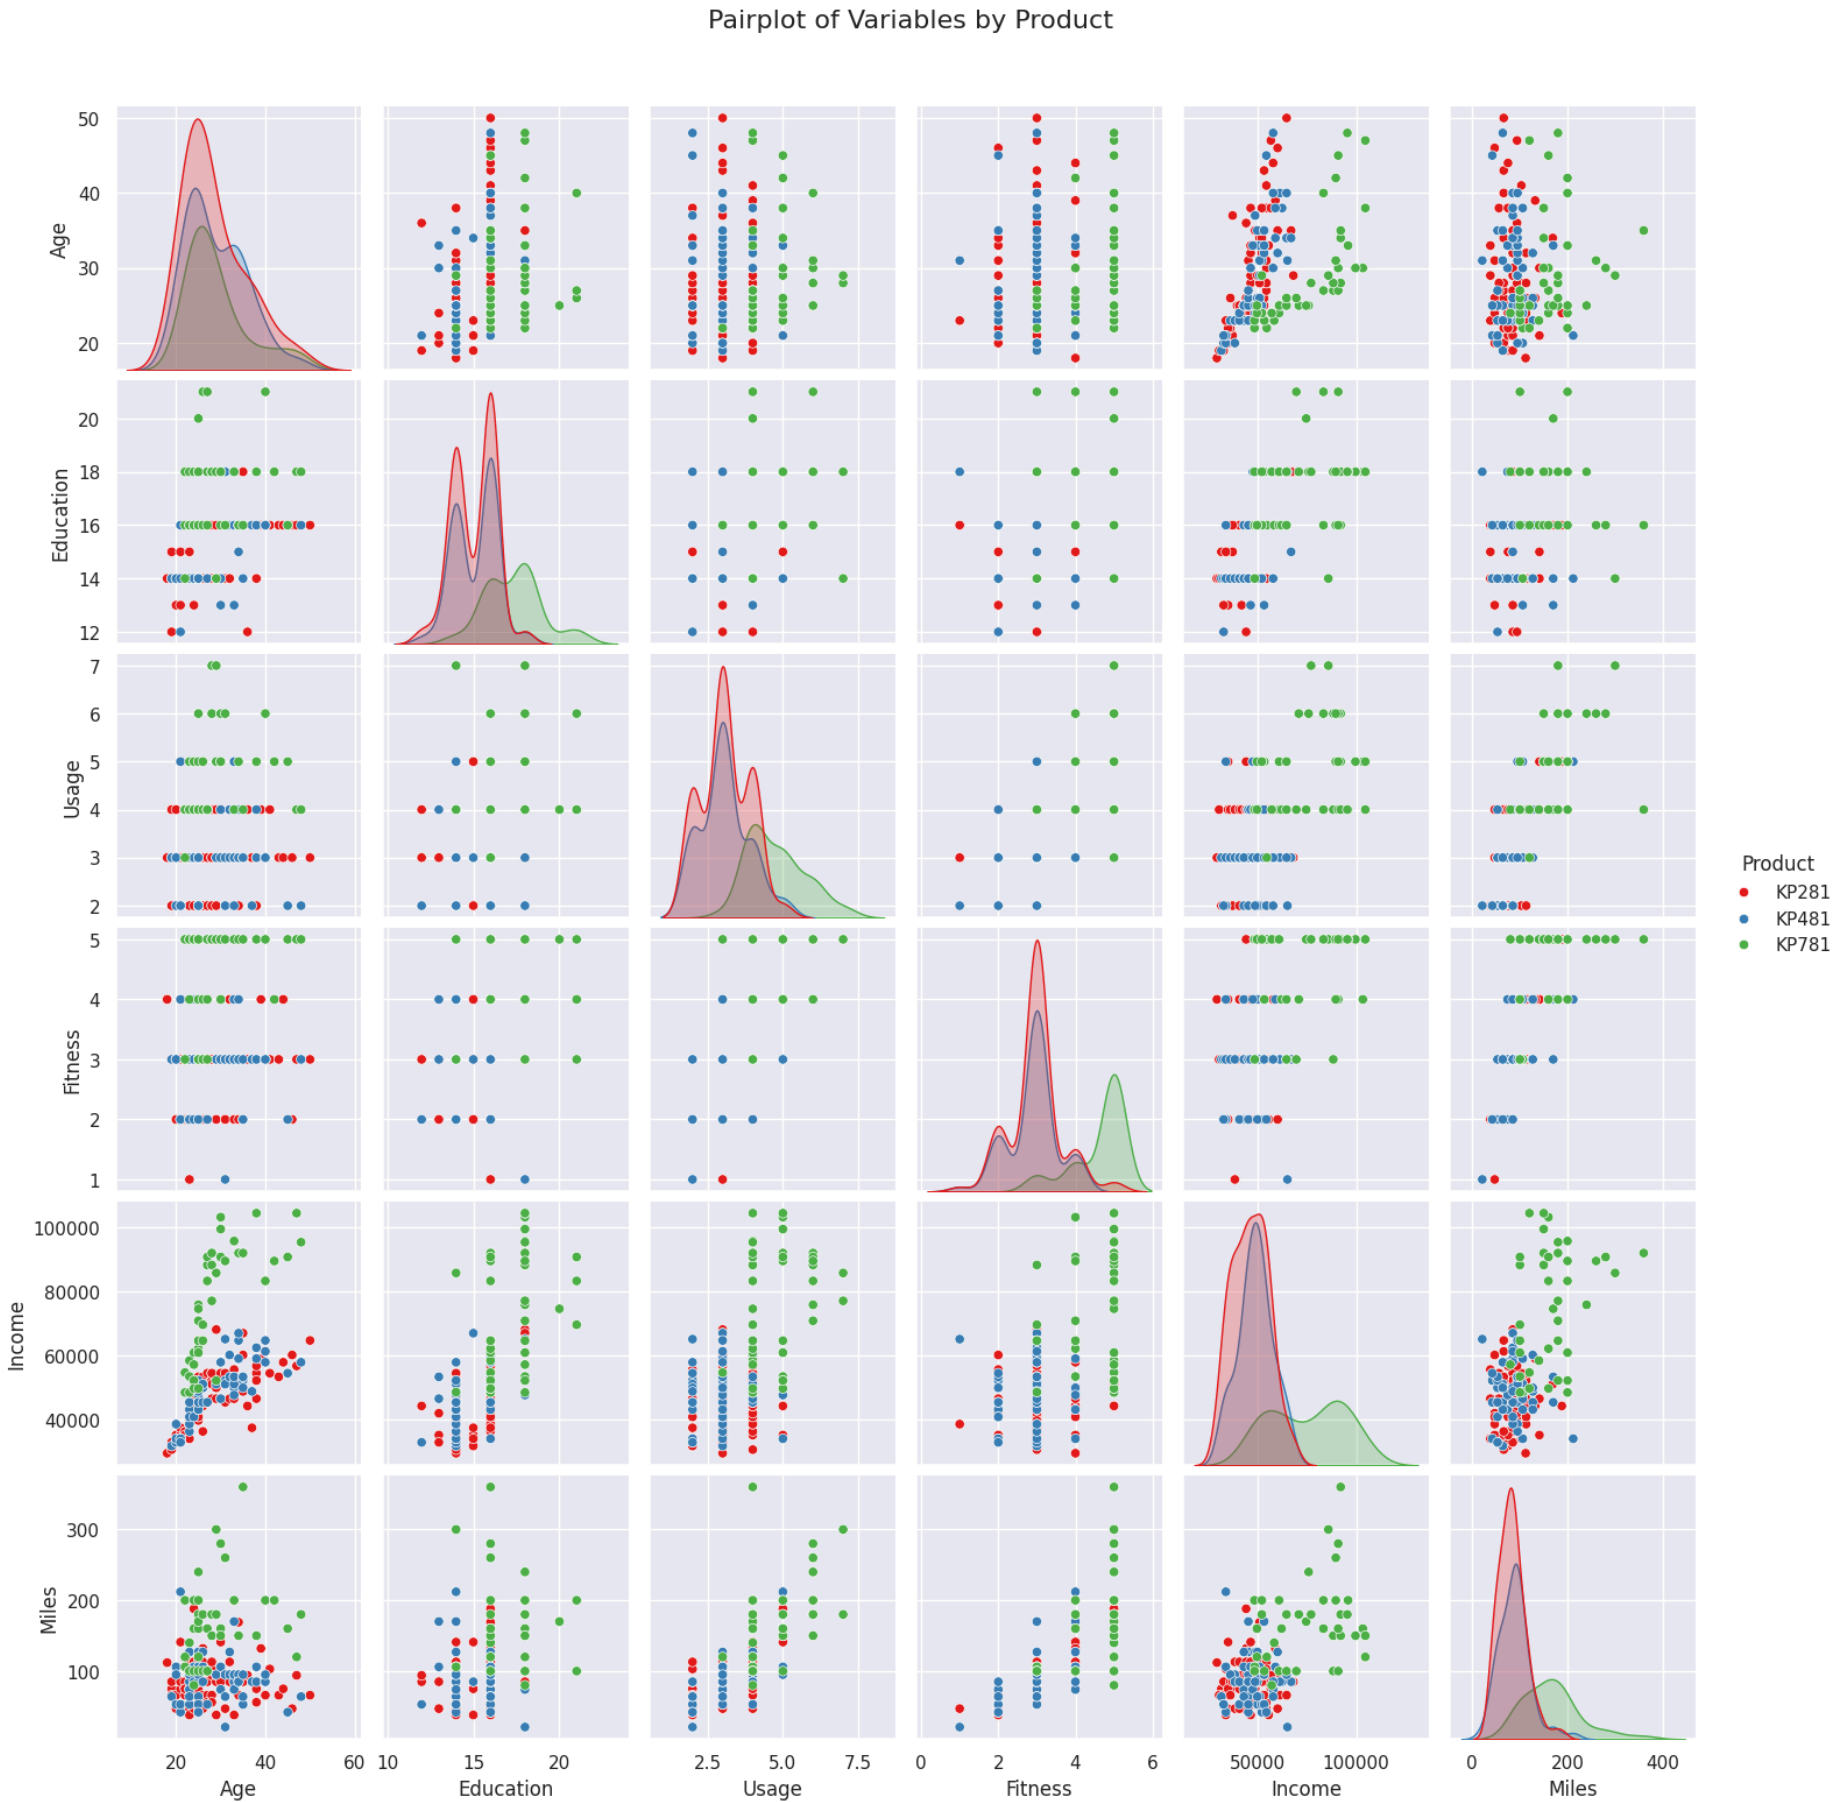 Pairplot of Variables by Product
50
40
30
20
Age
20
18
16
14
12
Education
7
6
5
4
3
2
Usage
5
4
3
2
1
Fitness
100000
80000
60000
40000
Income
300
200
100
Miles
20 40 60
Age
10 15 20
Education
2.5 5.0 7.5
Usage
0 2 4 6
Fitness
50000 100000
Income
0 200 400
Miles
Product
KP281
KP481
KP781